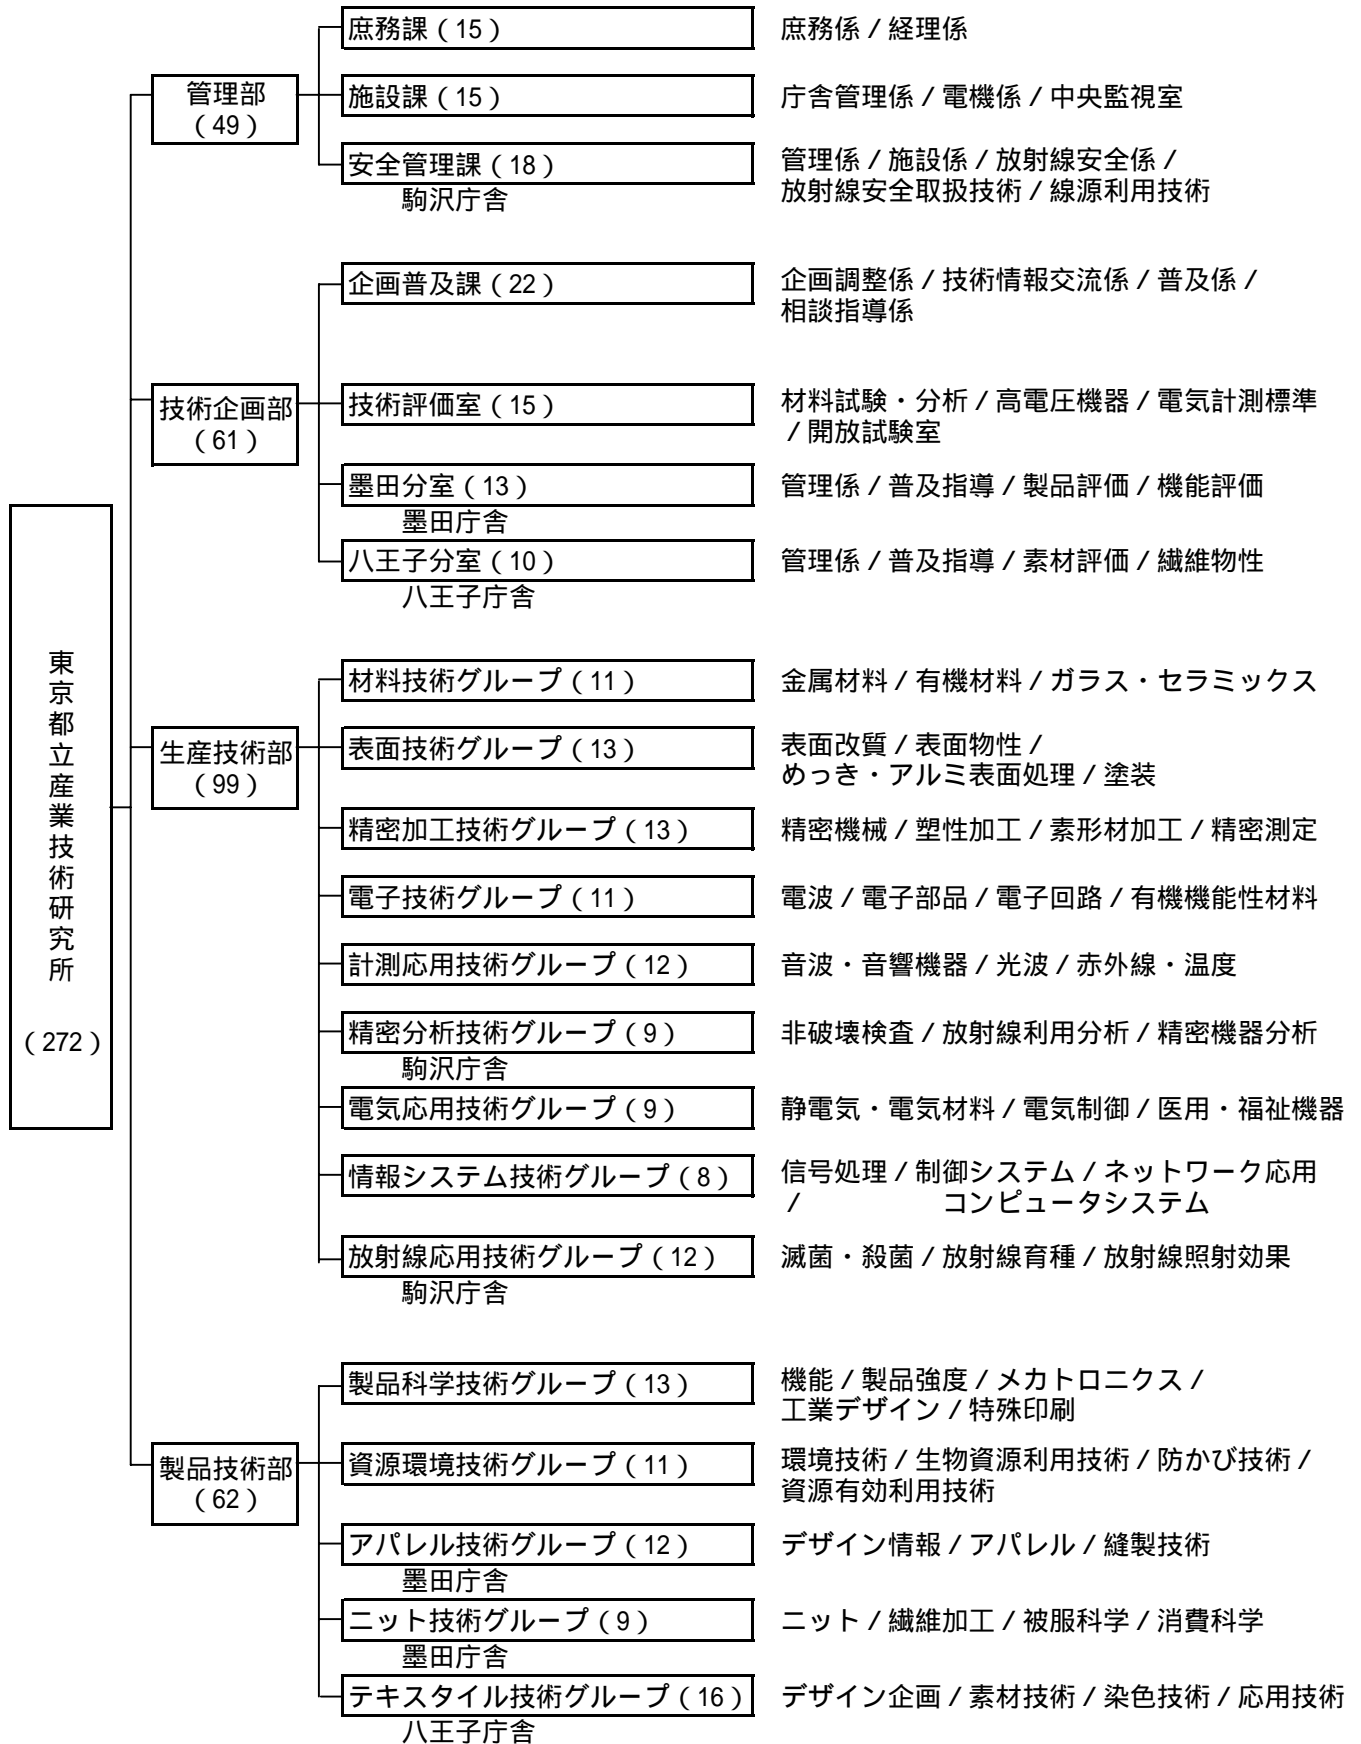 東京都立産業技術研究所
(272)
管理部
(49)
庶務課(15)
庶務係/経理係
施設課(15)
庁舎管理係/電機係/中央監視室
安全管理課(18)
駒沢庁舎
管理係/施設係/放射線安全係/
放射線安全取扱技術/線源利用技術
技術企画部
(61)
企画普及課(22)
企画調整係/技術情報交流係/普及係/
相談指導係
技術評価室(15)
材料試験・分析/高電圧機器/電気計測標準
/開放試験室
墨田分室(13)
墨田庁舎
管理係/普及指導/製品評価/機能評価
八王子分室(10)
八王子庁舎
管理係/普及指導/素材評価/繊維物性
生産技術部
(99)
材料技術グループ(11)
金属材料/有機材料/ガラス・セラミックス
表面技術グループ(13)
表面改質/表面物性/
めっき・アルミ表面処理/塗装
精密加工技術グループ(13)
精密機械/塑性加工/素形材加工/精密測定
電子技術グループ(11)
電波/電子部品/電子回路/有機機能性材料
計測応用技術グループ(12)
音波・音響機器/光波/赤外線・温度
精密分析技術グループ(9)
駒沢庁舎
非破壊検査/放射線利用分析/精密機器分析
電気応用技術グループ(9)
静電気・電気材料/電気制御/医用・福祉機器
情報システム技術グループ(8)
信号処理/制御システム/ネットワーク応用
/ コンピュータシステム
放射線応用技術グループ(12)
駒沢庁舎
滅菌・殺菌/放射線育種/放射線照射効果
製品技術部
(62)
製品科学技術グループ(13)
機能/製品強度/メカトロニクス/
工業デザイン/特殊印刷
資源環境技術グループ(11)
環境技術/生物資源利用技術/防かび技術/
資源有効利用技術
アパレル技術グループ(12)
墨田庁舎
デザイン情報/アパレル/縫製技術
ニット技術グループ(9)
墨田庁舎
ニット/繊維加工/被服科学/消費科学
テキスタイル技術グループ(16)
八王子庁舎
デザイン企画/素材技術/染色技術/応用技術